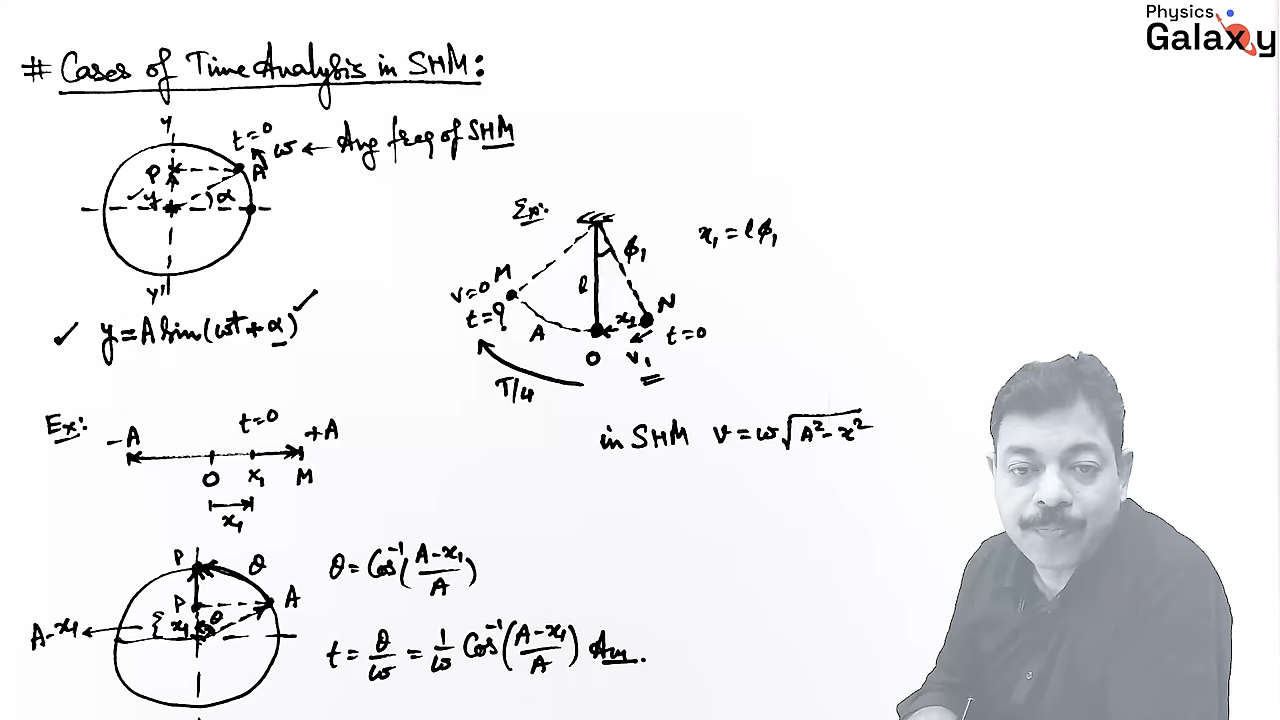 Physics
Galaxy
# Cases of Time Analysis in SHM:
y
t=0
ω ← Ang freq of SHM
P
A
y
α
y'
✓ y = A sin(ωt + α) ✓
Ex:
t=0
-A
+A
O
x₁
M
x₁
P
θ
P
A
x₁
θ
A-x₁
θ = Cos⁻¹(A-x₁/A)
t = θ/ω = 1/ω Cos⁻¹(A-x₁/A) Ans.
Ex:
x₁ = lϕ₁
ϕ₁
M
v=0
l
N
t=?
A
x₁
t=0
O
v₁
T/4
in SHM v = ω√A²-x²